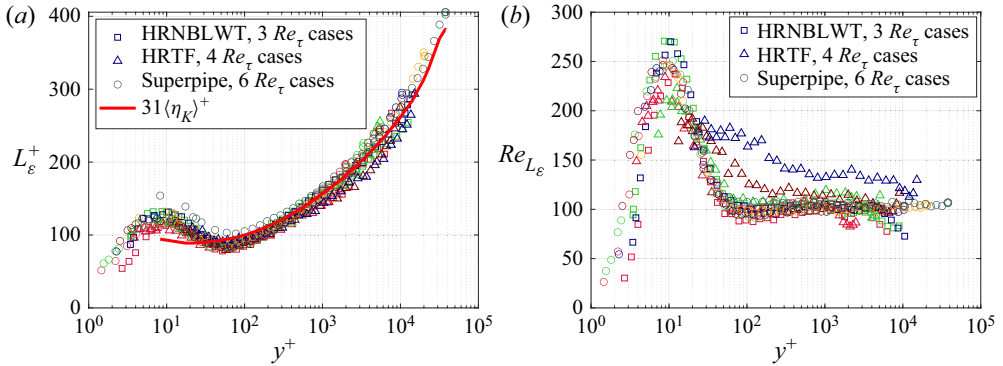 (a)
400
300
200
100
0
L_ε^+
HRNBLWT, 3 Re_τ cases
HRTF, 4 Re_τ cases
Superpipe, 6 Re_τ cases
31⟨η_K⟩^+
10^0
10^1
10^2
10^3
10^4
10^5
y^+
(b)
300
250
200
150
100
50
0
Re_{L_ε}
HRNBLWT, 3 Re_τ cases
HRTF, 4 Re_τ cases
Superpipe, 6 Re_τ cases
10^0
10^1
10^2
10^3
10^4
10^5
y^+